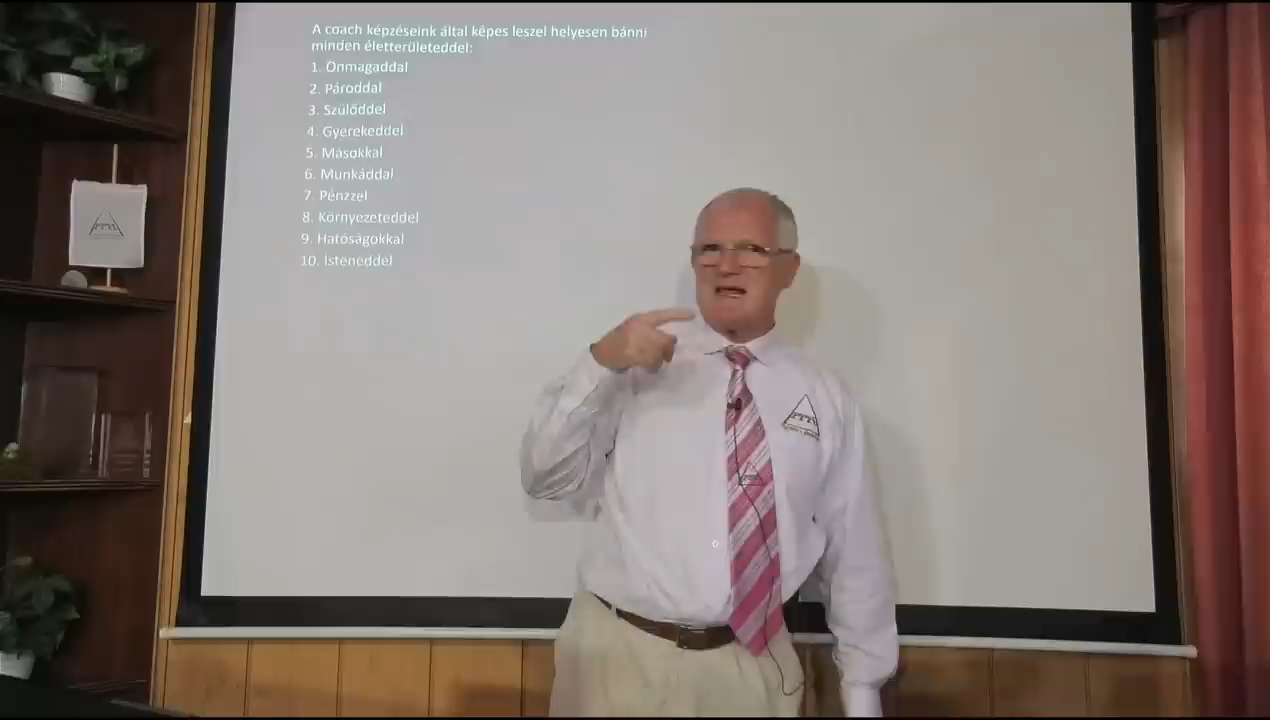 A coach képzéseink által képes leszel helyesen bánni
minden életterületeddel:
1. Önmagaddal
2. Pároddal
3. Szülőddel
4. Gyerekeddel
5. Másokkal
6. Munkáddal
7. Pénzzel
8. Környezeteddel
9. Hatóságokkal
10. Isteneddel